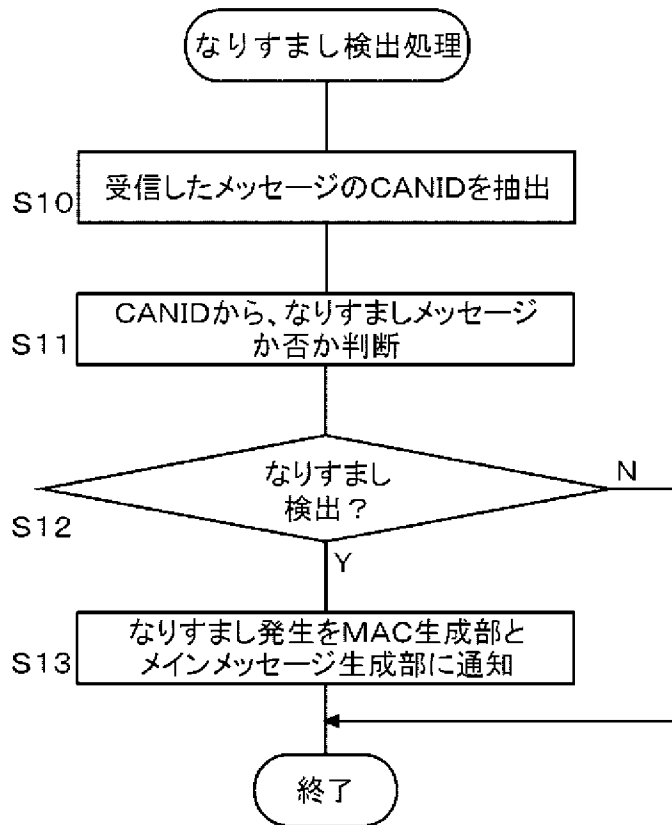 なりすまし検出処理
S10
受信したメッセージのCANIDを抽出
S11
CANIDから、なりすましメッセージ
か否か判断
S12
なりすまし
検出？
N
Y
S13
なりすまし発生をMAC生成部と
メインメッセージ生成部に通知
終了